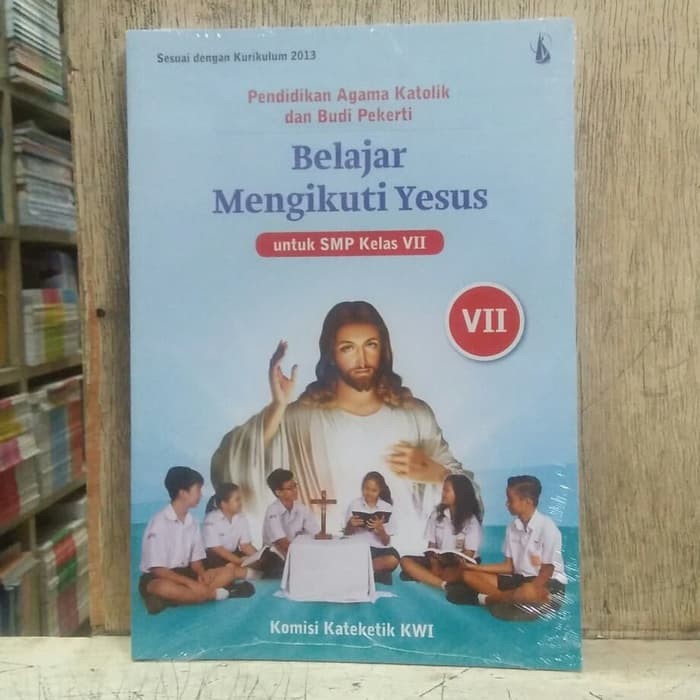 Sesuai dengan Kurikulum 2013
Pendidikan Agama Katolik
dan Budi Pekerti
Belajar
Mengikuti Yesus
untuk SMP Kelas VII
VII
Komisi Kateketik KWI